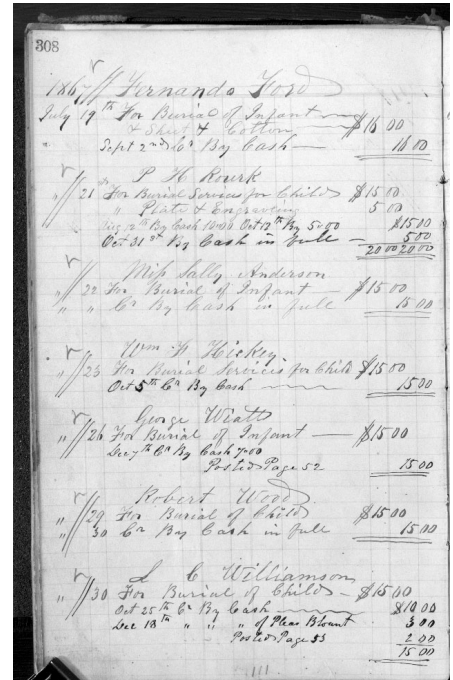 308
1867 // Fernando Ford
July 19th For Burial of Infant
& Shut & Cotton — $16 00
" Sept 2nd Cr By Cash — 16 00
P H Rourk
" // 21st For Burial Services for Child $15 00
" Plate & Engraving 5 00
Aug 12th By Cash 10.00 Oct 12th By 5.00 $15 00
Oct 31st By Cash in full — 5 00
20 00 20 00
Miss Sally Anderson
" // 22 For Burial of Infant — $15 00
" // " Cr By Cash in full 15 00
Wm H Hickey
" // 23 For Burial Services for Child $15 00
Oct 5th Cr By Cash 15 00
George Wiatt
" // 26 For Burial of Infant — $15 00
Dec 7th Cr By Cash 7.00
Posted Page 52 15 00
Robert Wood
" // 29 For Burial of Child $15 00
" // 30 Cr By Cash in full 15 00
L C Williamson
" // 30 For Burial of Child — $15 00
Oct 25th Cr By Cash $10 00
Dec 18th " " " of Pleas Blount 3 00
Posted Page 53 2 00
15 00